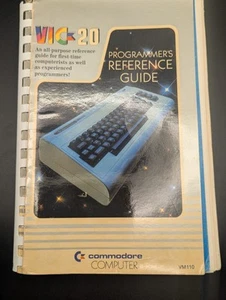 VIC-20
An all purpose reference
guide for first-time
computerists as well
as experienced
programmers!
PROGRAMMER'S
REFERENCE
GUIDE
commodore
COMPUTER
VM110